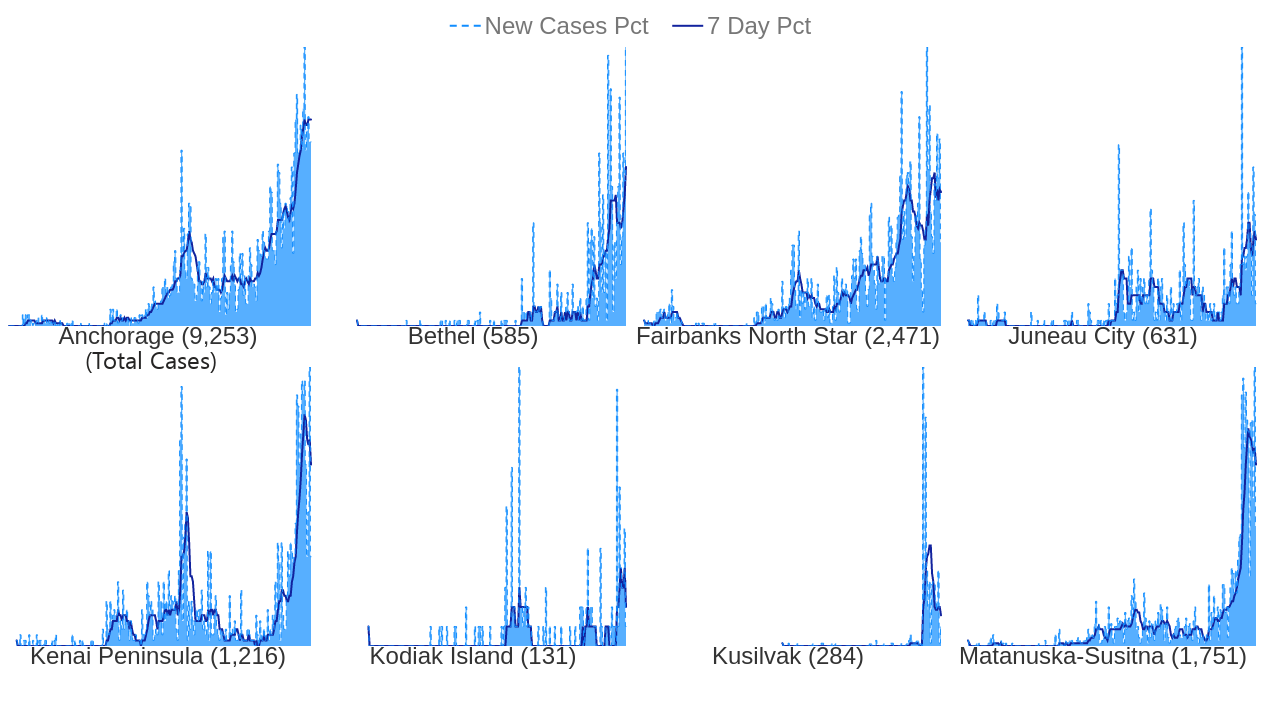 New Cases Pct 7 Day Pct
Anchorage (9,253) Bethel (585) Fairbanks North Star (2,471) Juneau City (631)
(Total Cases)
Kenai Peninsula (1,216) Kodiak Island (131) Kusilvak (284) Matanuska-Susitna (1,751)